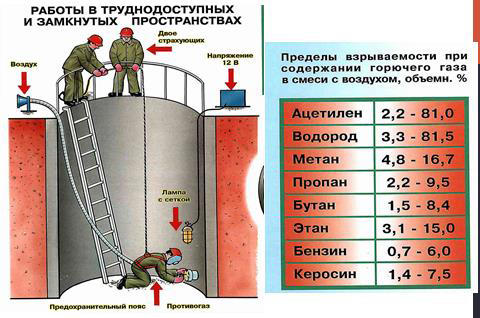 РАБОТЫ В ТРУДНОДОСТУПНЫХ
И ЗАМКНУТЫХ ПРОСТРАНСТВАХ
Двое
страхующих
Воздух
Напряжение
12 В
Лампа
с сеткой
Предохранительный пояс
Противогаз
Пределы взрываемости при
содержании горючего газа
в смеси с воздухом, объемн. %
Ацетилен 2,2 - 81,0
Водород 3,3 - 81,5
Метан 4,8 - 16,7
Пропан 2,2 - 9,5
Бутан 1,5 - 8,4
Этан 3,1 - 15,0
Бензин 0,7 - 6,0
Керосин 1,4 - 7,5